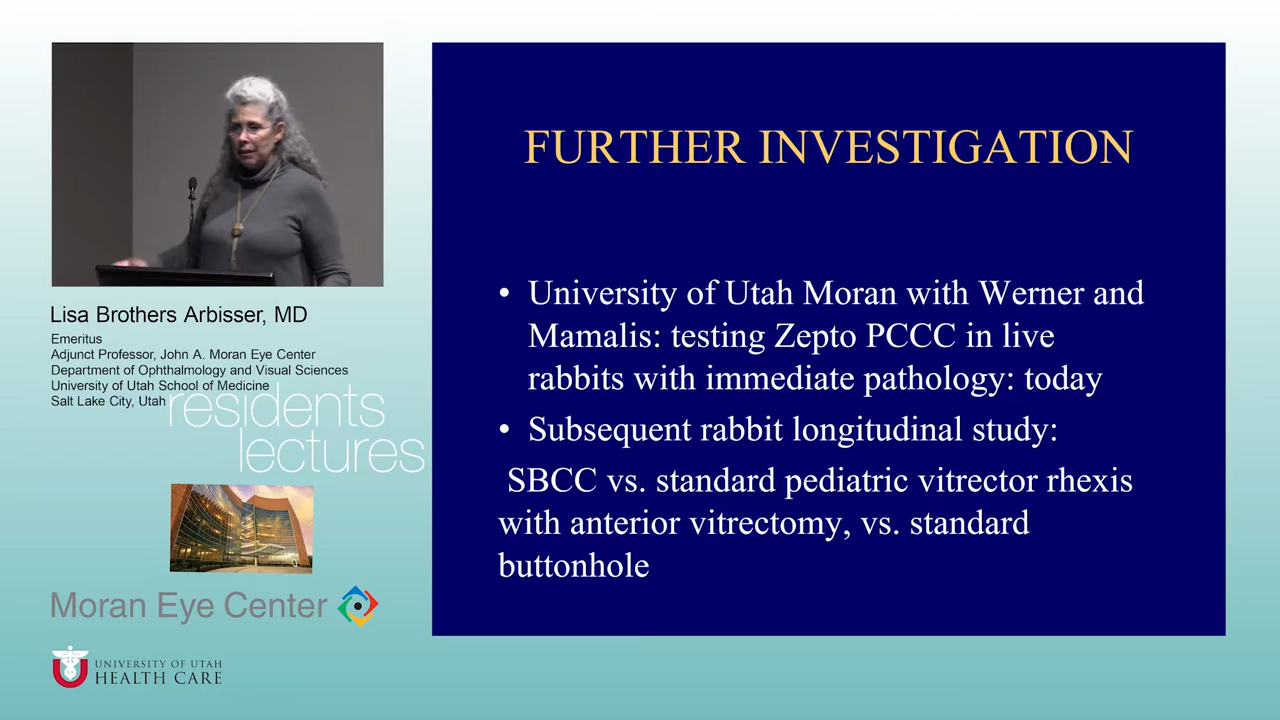 Lisa Brothers Arbisser, MD
Emeritus
Adjunct Professor, John A. Moran Eye Center
Department of Ophthalmology and Visual Sciences
University of Utah School of Medicine
Salt Lake City, Utah
residents
lectures
Moran Eye Center
UNIVERSITY OF UTAH
HEALTH CARE
FURTHER INVESTIGATION
• University of Utah Moran with Werner and
Mamalis: testing Zepto PCCC in live
rabbits with immediate pathology: today
• Subsequent rabbit longitudinal study:
SBCC vs. standard pediatric vitrector rhexis
with anterior vitrectomy, vs. standard
buttonhole